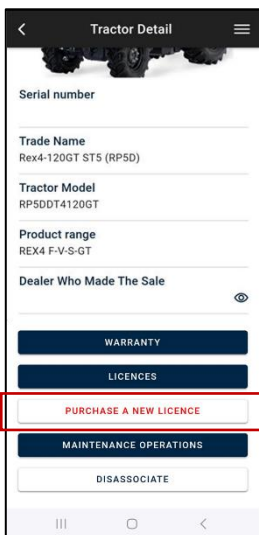 Tractor Detail
Serial number
Trade Name
Rex4-120GT ST5 (RP5D)
Tractor Model
RP5DDT4120GT
Product range
REX4 F-V-S-GT
Dealer Who Made The Sale
WARRANTY
LICENCES
PURCHASE A NEW LICENCE
MAINTENANCE OPERATIONS
DISASSOCIATE